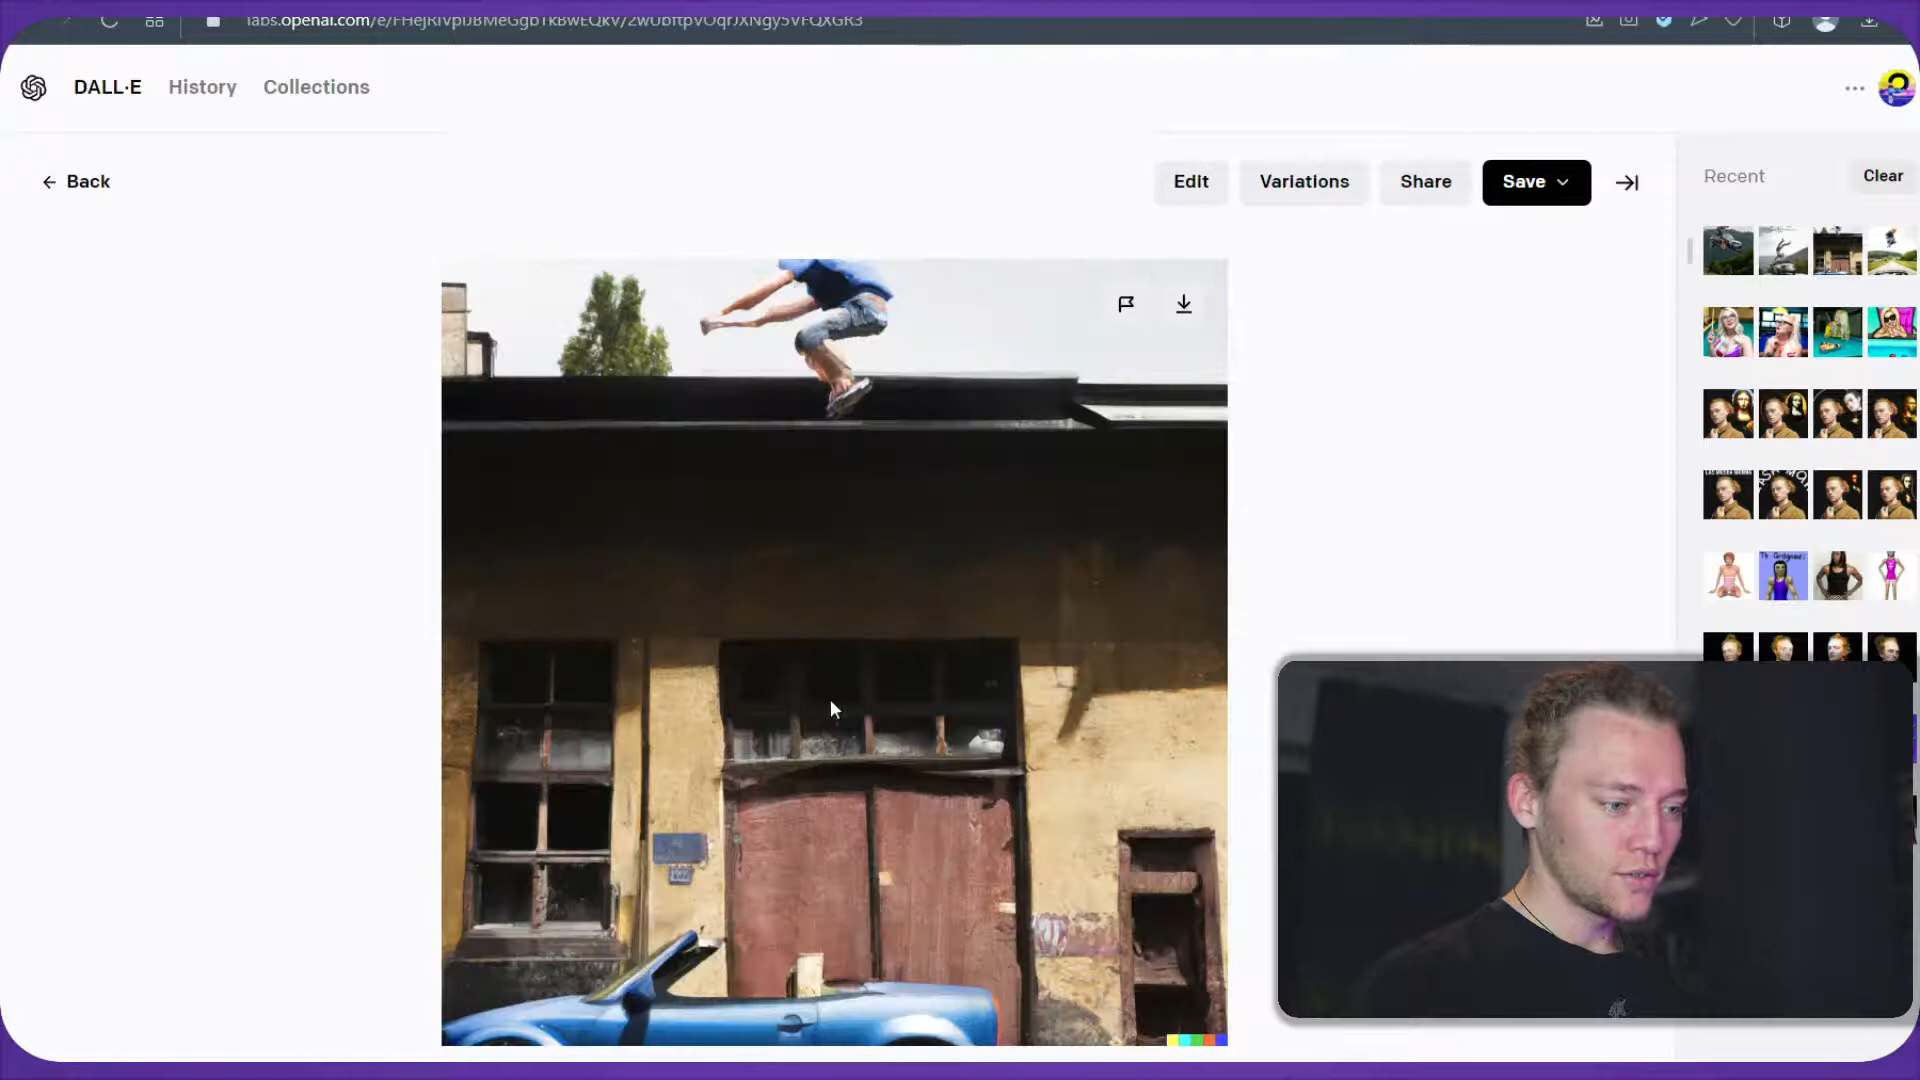 DALL·E
History
Collections
Back
Edit
Variations
Share
Save
Recent
Clear